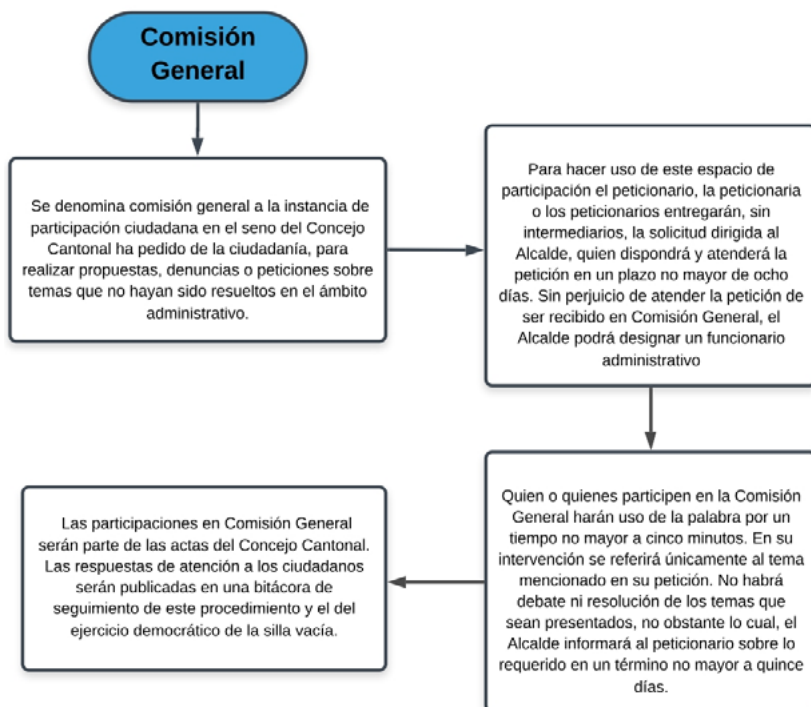 Comisión
General
Se denomina comisión general a la instancia de
participación ciudadana en el seno del Concejo
Cantonal ha pedido de la ciudadanía, para
realizar propuestas, denuncias o peticiones sobre
temas que no hayan sido resueltos en el ámbito
administrativo.
Para hacer uso de este espacio de
participación el peticionario, la peticionaria
o los peticionarios entregarán, sin
intermediarios, la solicitud dirigida al
Alcalde, quien dispondrá y atenderá la
petición en un plazo no mayor de ocho
días. Sin perjuicio de atender la petición de
ser recibido en Comisión General, el
Alcalde podrá designar un funcionario
administrativo
Quien o quienes participen en la Comisión
General harán uso de la palabra por un
tiempo no mayor a cinco minutos. En su
intervención se referirá únicamente al tema
mencionado en su petición. No habrá
debate ni resolución de los temas que
sean presentados, no obstante lo cual, el
Alcalde informará al peticionario sobre lo
requerido en un término no mayor a quince
días.
Las participaciones en Comisión General
serán parte de las actas del Concejo Cantonal.
Las respuestas de atención a los ciudadanos
serán publicadas en una bitácora de
seguimiento de este procedimiento y el del
ejercicio democrático de la silla vacía.